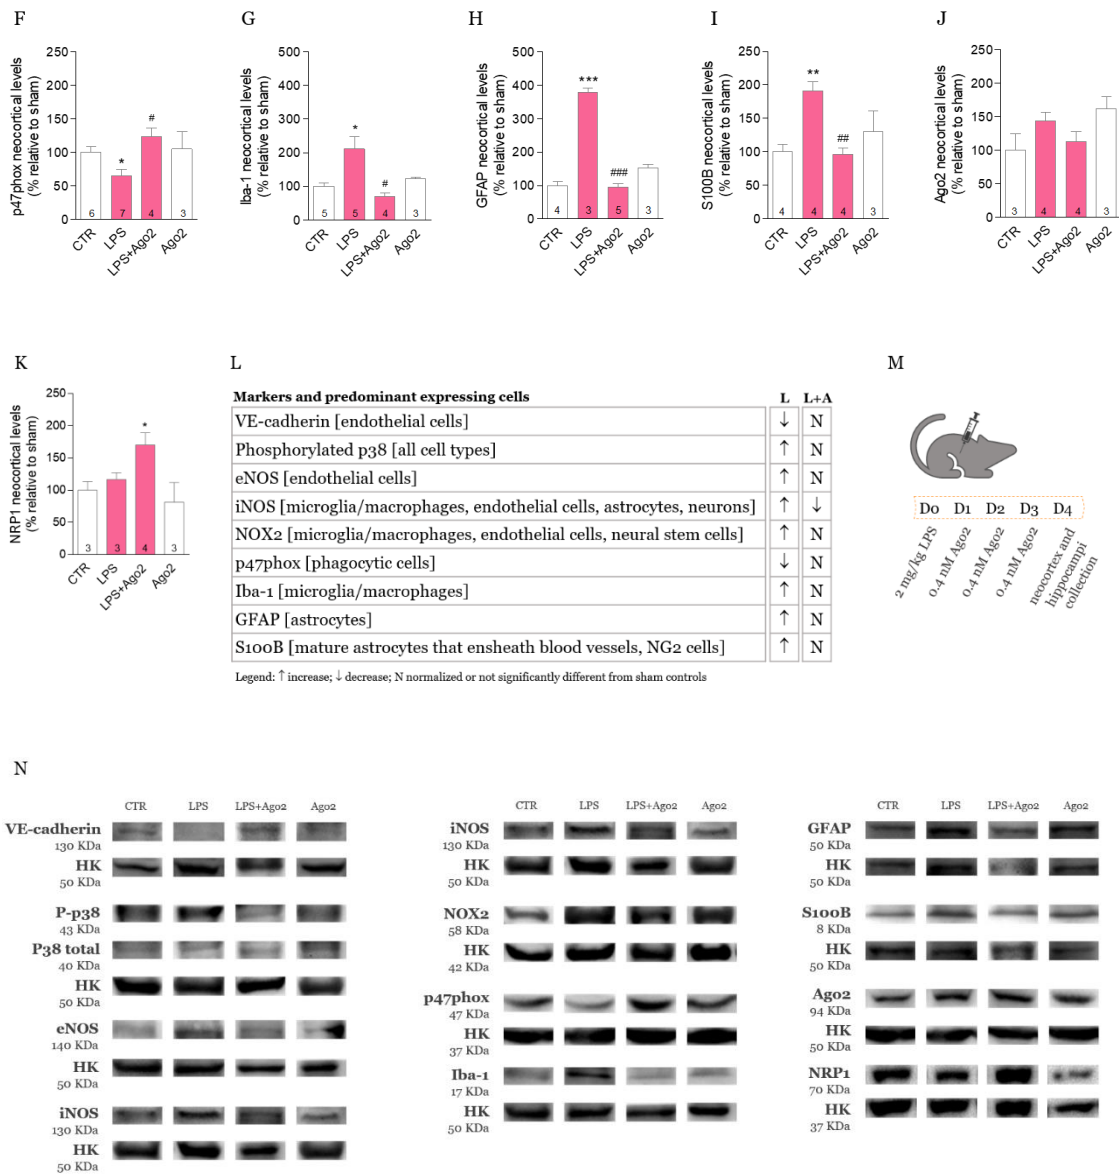 F
G
H
I
J
p47phox neocortical levels
(% relative to sham)
250
200
150
100
50
0
*
#
6
7
4
3
CTR
LPS
LPS+Ago2
Ago2
Iba-1 neocortical levels
(% relative to sham)
500
400
300
200
100
0
*
#
5
5
4
3
CTR
LPS
LPS+Ago2
Ago2
GFAP neocortical levels
(% relative to sham)
500
400
300
200
100
0
***
###
4
3
5
3
CTR
LPS
LPS+Ago2
Ago2
S100B neocortical levels
(% relative to sham)
250
200
150
100
50
0
**
##
4
4
4
3
CTR
LPS
LPS+Ago2
Ago2
Ago2 neocortical levels
(% relative to sham)
250
200
150
100
50
0
3
4
4
3
CTR
LPS
LPS+Ago2
Ago2
K
L
M
NRP1 neocortical levels
(% relative to sham)
250
200
150
100
50
0
*
3
3
4
3
CTR
LPS
LPS+Ago2
Ago2
Markers and predominant expressing cells L L+A
VE-cadherin [endothelial cells] ↓ N
Phosphorylated p38 [all cell types] ↑ N
eNOS [endothelial cells] ↑ N
iNOS [microglia/macrophages, endothelial cells, astrocytes, neurons] ↑ ↓
NOX2 [microglia/macrophages, endothelial cells, neural stem cells] ↑ N
p47phox [phagocytic cells] ↓ N
Iba-1 [microglia/macrophages] ↑ N
GFAP [astrocytes] ↑ N
S100B [mature astrocytes that ensheath blood vessels, NG2 cells] ↑ N
Legend: ↑ increase; ↓ decrease; N normalized or not significantly different from sham controls
D0 D1 D2 D3 D4
2 mg/kg LPS
0.4 nM Ago2
0.4 nM Ago2
0.4 nM Ago2
neocortex and
hippocampi
collection
N
CTR LPS LPS+Ago2 Ago2
VE-cadherin
130 KDa
HK
50 KDa
P-p38
43 KDa
P38 total
40 KDa
HK
50 KDa
eNOS
140 KDa
HK
50 KDa
iNOS
130 KDa
HK
50 KDa
CTR LPS LPS+Ago2 Ago2
iNOS
130 KDa
HK
50 KDa
NOX2
58 KDa
HK
42 KDa
p47phox
47 KDa
HK
37 KDa
Iba-1
17 KDa
HK
50 KDa
CTR LPS LPS+Ago2 Ago2
GFAP
50 KDa
HK
50 KDa
S100B
8 KDa
HK
50 KDa
Ago2
94 KDa
HK
50 KDa
NRP1
70 KDa
HK
37 KDa